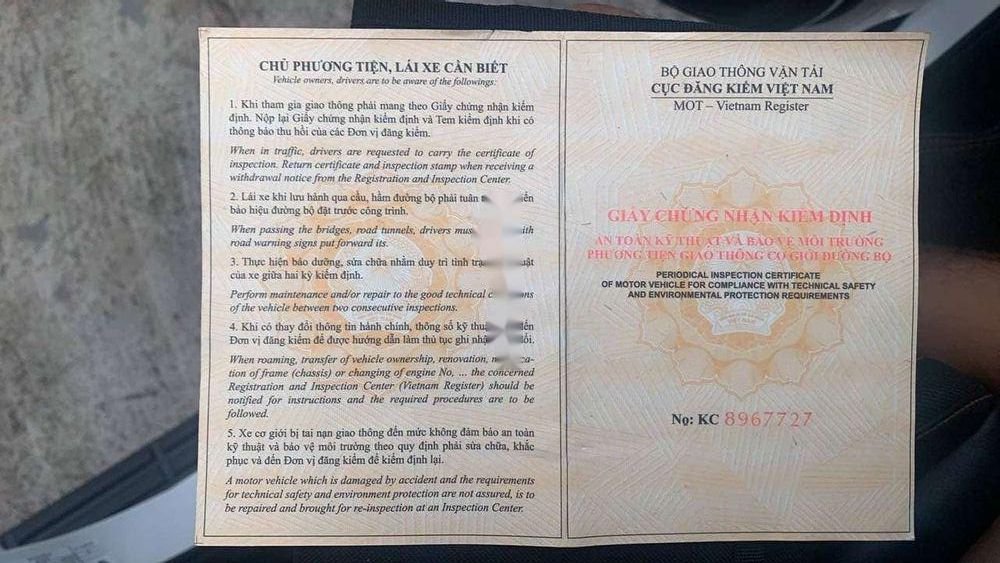 CHỦ PHƯƠNG TIỆN, LÁI XE CẦN BIẾT
Vehicle owners, drivers are to be aware of the followings:
1. Khi tham gia giao thông phải mang theo Giấy chứng nhận kiểm
định. Nộp lại Giấy chứng nhận kiểm định và Tem kiểm định khi có
thông báo thu hồi của các Đơn vị đăng kiểm.
When in traffic, drivers are requested to carry the certificate of
inspection. Return certificate and inspection stamp when receiving a
withdrawal notice from the Registration and Inspection Center.
2. Lái xe khi lưu hành qua cầu, hầm đường bộ phải tuân
báo hiệu đường bộ đặt trước công trình.
When passing the bridges, road tunnels, drivers with
road warning signs put forward its.
3. Thực hiện bảo dưỡng, sửa chữa nhằm duy trì tình
của xe giữa hai kỳ kiểm định.
Perform maintenance and/or repair to the good technical
of the vehicle between two consecutive inspections.
4. Khi có thay đổi thông tin hành chính, thông số kỹ
Đơn vị đăng kiểm để được hướng dẫn làm thủ tục ghi
When roaming, transfer of vehicle ownership, renovation,
tion of frame (chassis) or changing of engine No, ... the concerned
Registration and Inspection Center (Vietnam Register) should be
notified for instructions and the required procedures are to be
followed.
5. Xe cơ giới bị tai nạn giao thông đến mức không đảm bảo an toàn
kỹ thuật và bảo vệ môi trường theo quy định phải sửa chữa, khắc
phục và đến Đơn vị đăng kiểm để kiểm định lại.
A motor vehicle which is damaged by accident and the requirements
for technical safety and environment protection are not assured, is to
be repaired and brought for re-inspection at an Inspection Center.
BỘ GIAO THÔNG VẬN TẢI
CỤC ĐĂNG KIỂM VIỆT NAM
MOT – Vietnam Register
GIẤY CHỨNG NHẬN KIỂM ĐỊNH
AN TOÀN KỸ THUẬT VÀ BẢO VỆ MÔI TRƯỜNG
PHƯƠNG TIỆN GIAO THÔNG CƠ GIỚI ĐƯỜNG BỘ
PERIODICAL INSPECTION CERTIFICATE
OF MOTOR VEHICLE FOR COMPLIANCE WITH TECHNICAL SAFETY
AND ENVIRONMENTAL PROTECTION REQUIREMENTS
Nọ: KC 8967727